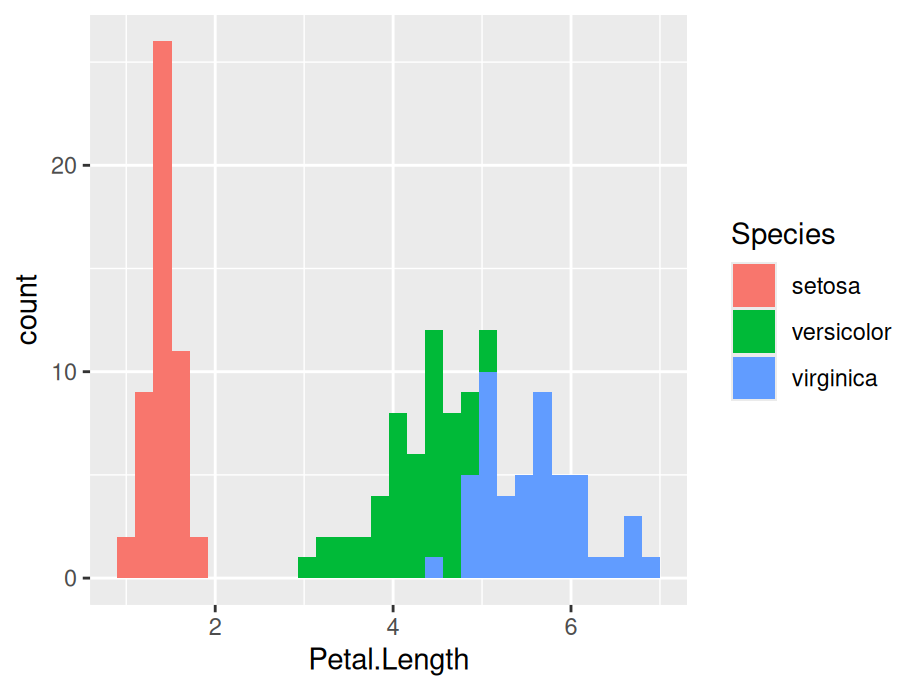 20
10
0
count
2 4 6
Petal.Length
Species
setosa
versicolor
virginica